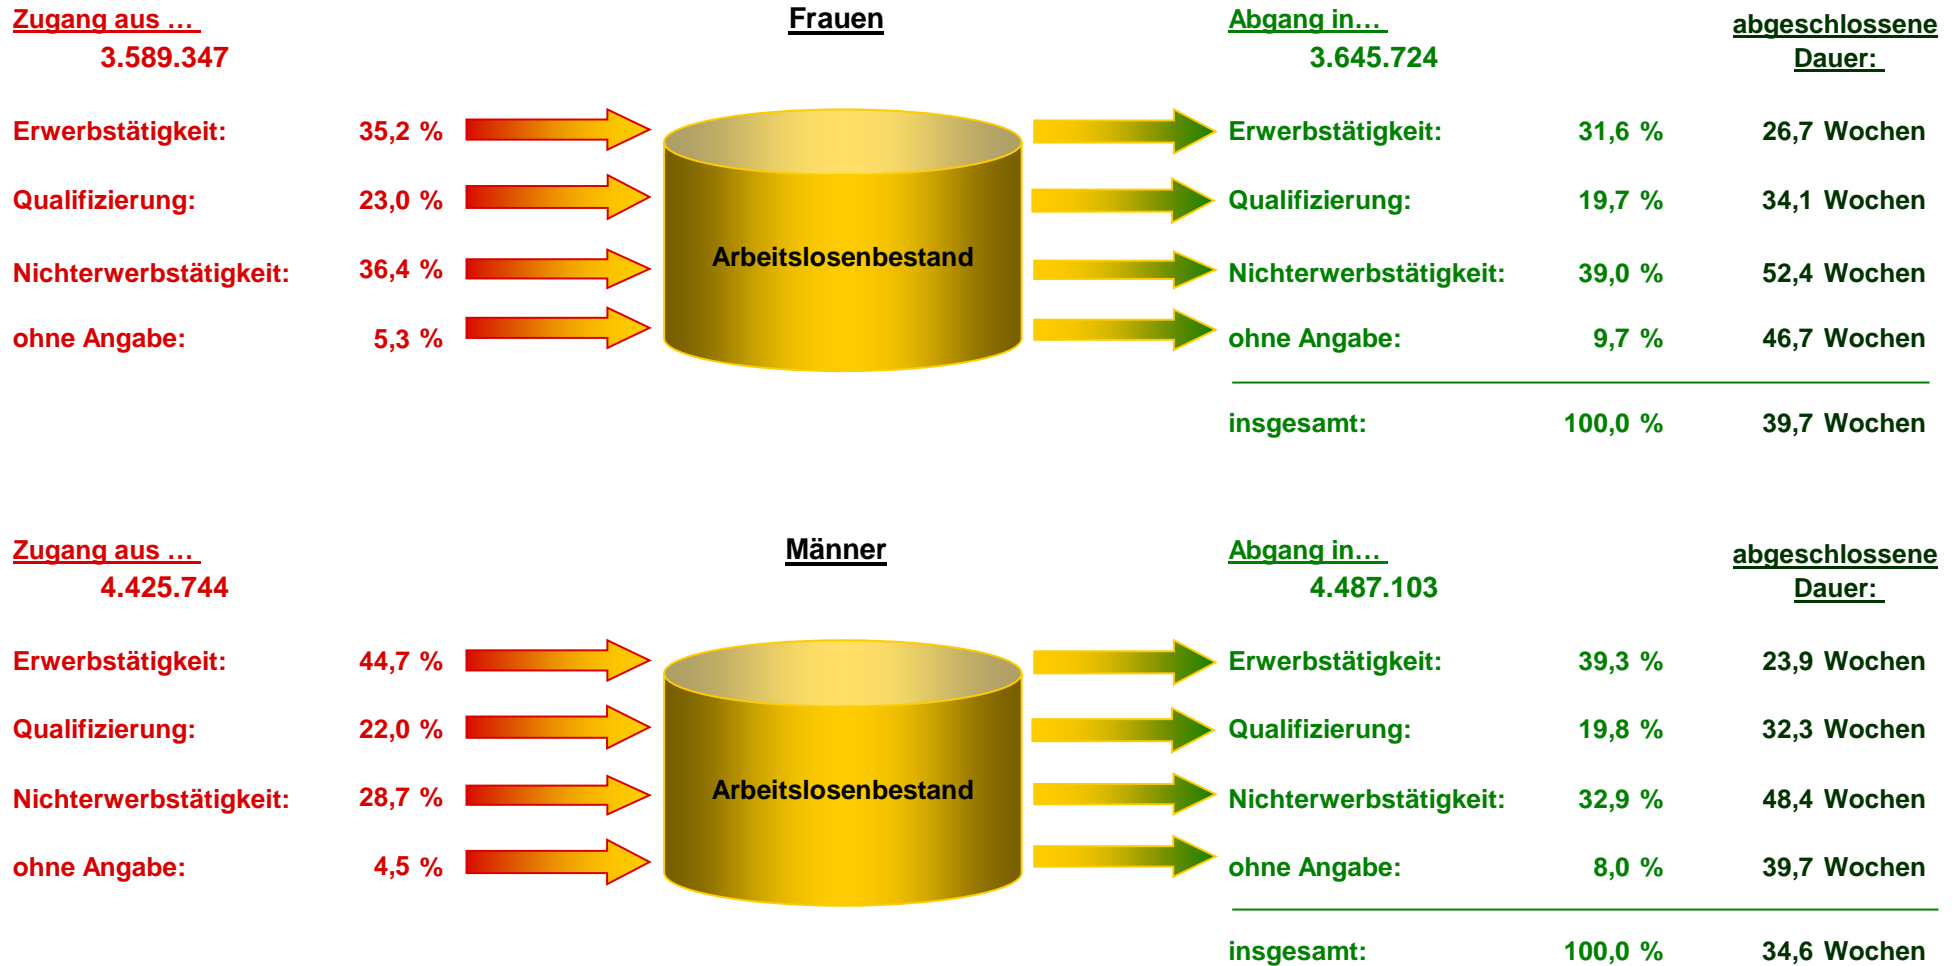 Zugang aus … Frauen Abgang in… abgeschlossene
3.589.347 3.645.724 Dauer:
Erwerbstätigkeit: 35,2 % Erwerbstätigkeit: 31,6 % 26,7 Wochen
Qualifizierung: 23,0 % Qualifizierung: 19,7 % 34,1 Wochen
Arbeitslosenbestand
Nichterwerbstätigkeit: 36,4 % Nichterwerbstätigkeit: 39,0 % 52,4 Wochen
ohne Angabe: 5,3 % ohne Angabe: 9,7 % 46,7 Wochen
insgesamt: 100,0 % 39,7 Wochen
Zugang aus … Männer Abgang in… abgeschlossene
4.425.744 4.487.103 Dauer:
Erwerbstätigkeit: 44,7 % Erwerbstätigkeit: 39,3 % 23,9 Wochen
Qualifizierung: 22,0 % Qualifizierung: 19,8 % 32,3 Wochen
Arbeitslosenbestand
Nichterwerbstätigkeit: 28,7 % Nichterwerbstätigkeit: 32,9 % 48,4 Wochen
ohne Angabe: 4,5 % ohne Angabe: 8,0 % 39,7 Wochen
insgesamt: 100,0 % 34,6 Wochen